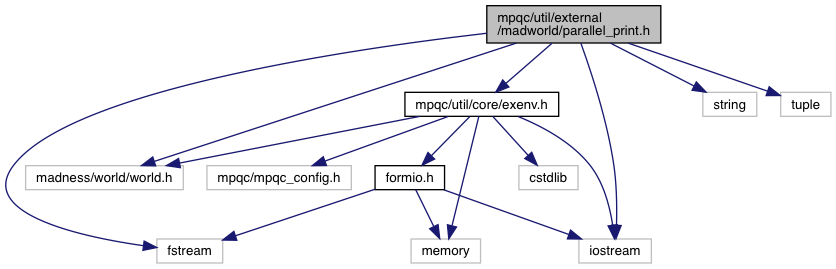 mpqc/util/external
/madworld/parallel_print.h
mpqc/util/core/exenv.h
string
tuple
madness/world/world.h
mpqc/mpqc_config.h
formio.h
cstdlib
fstream
memory
iostream